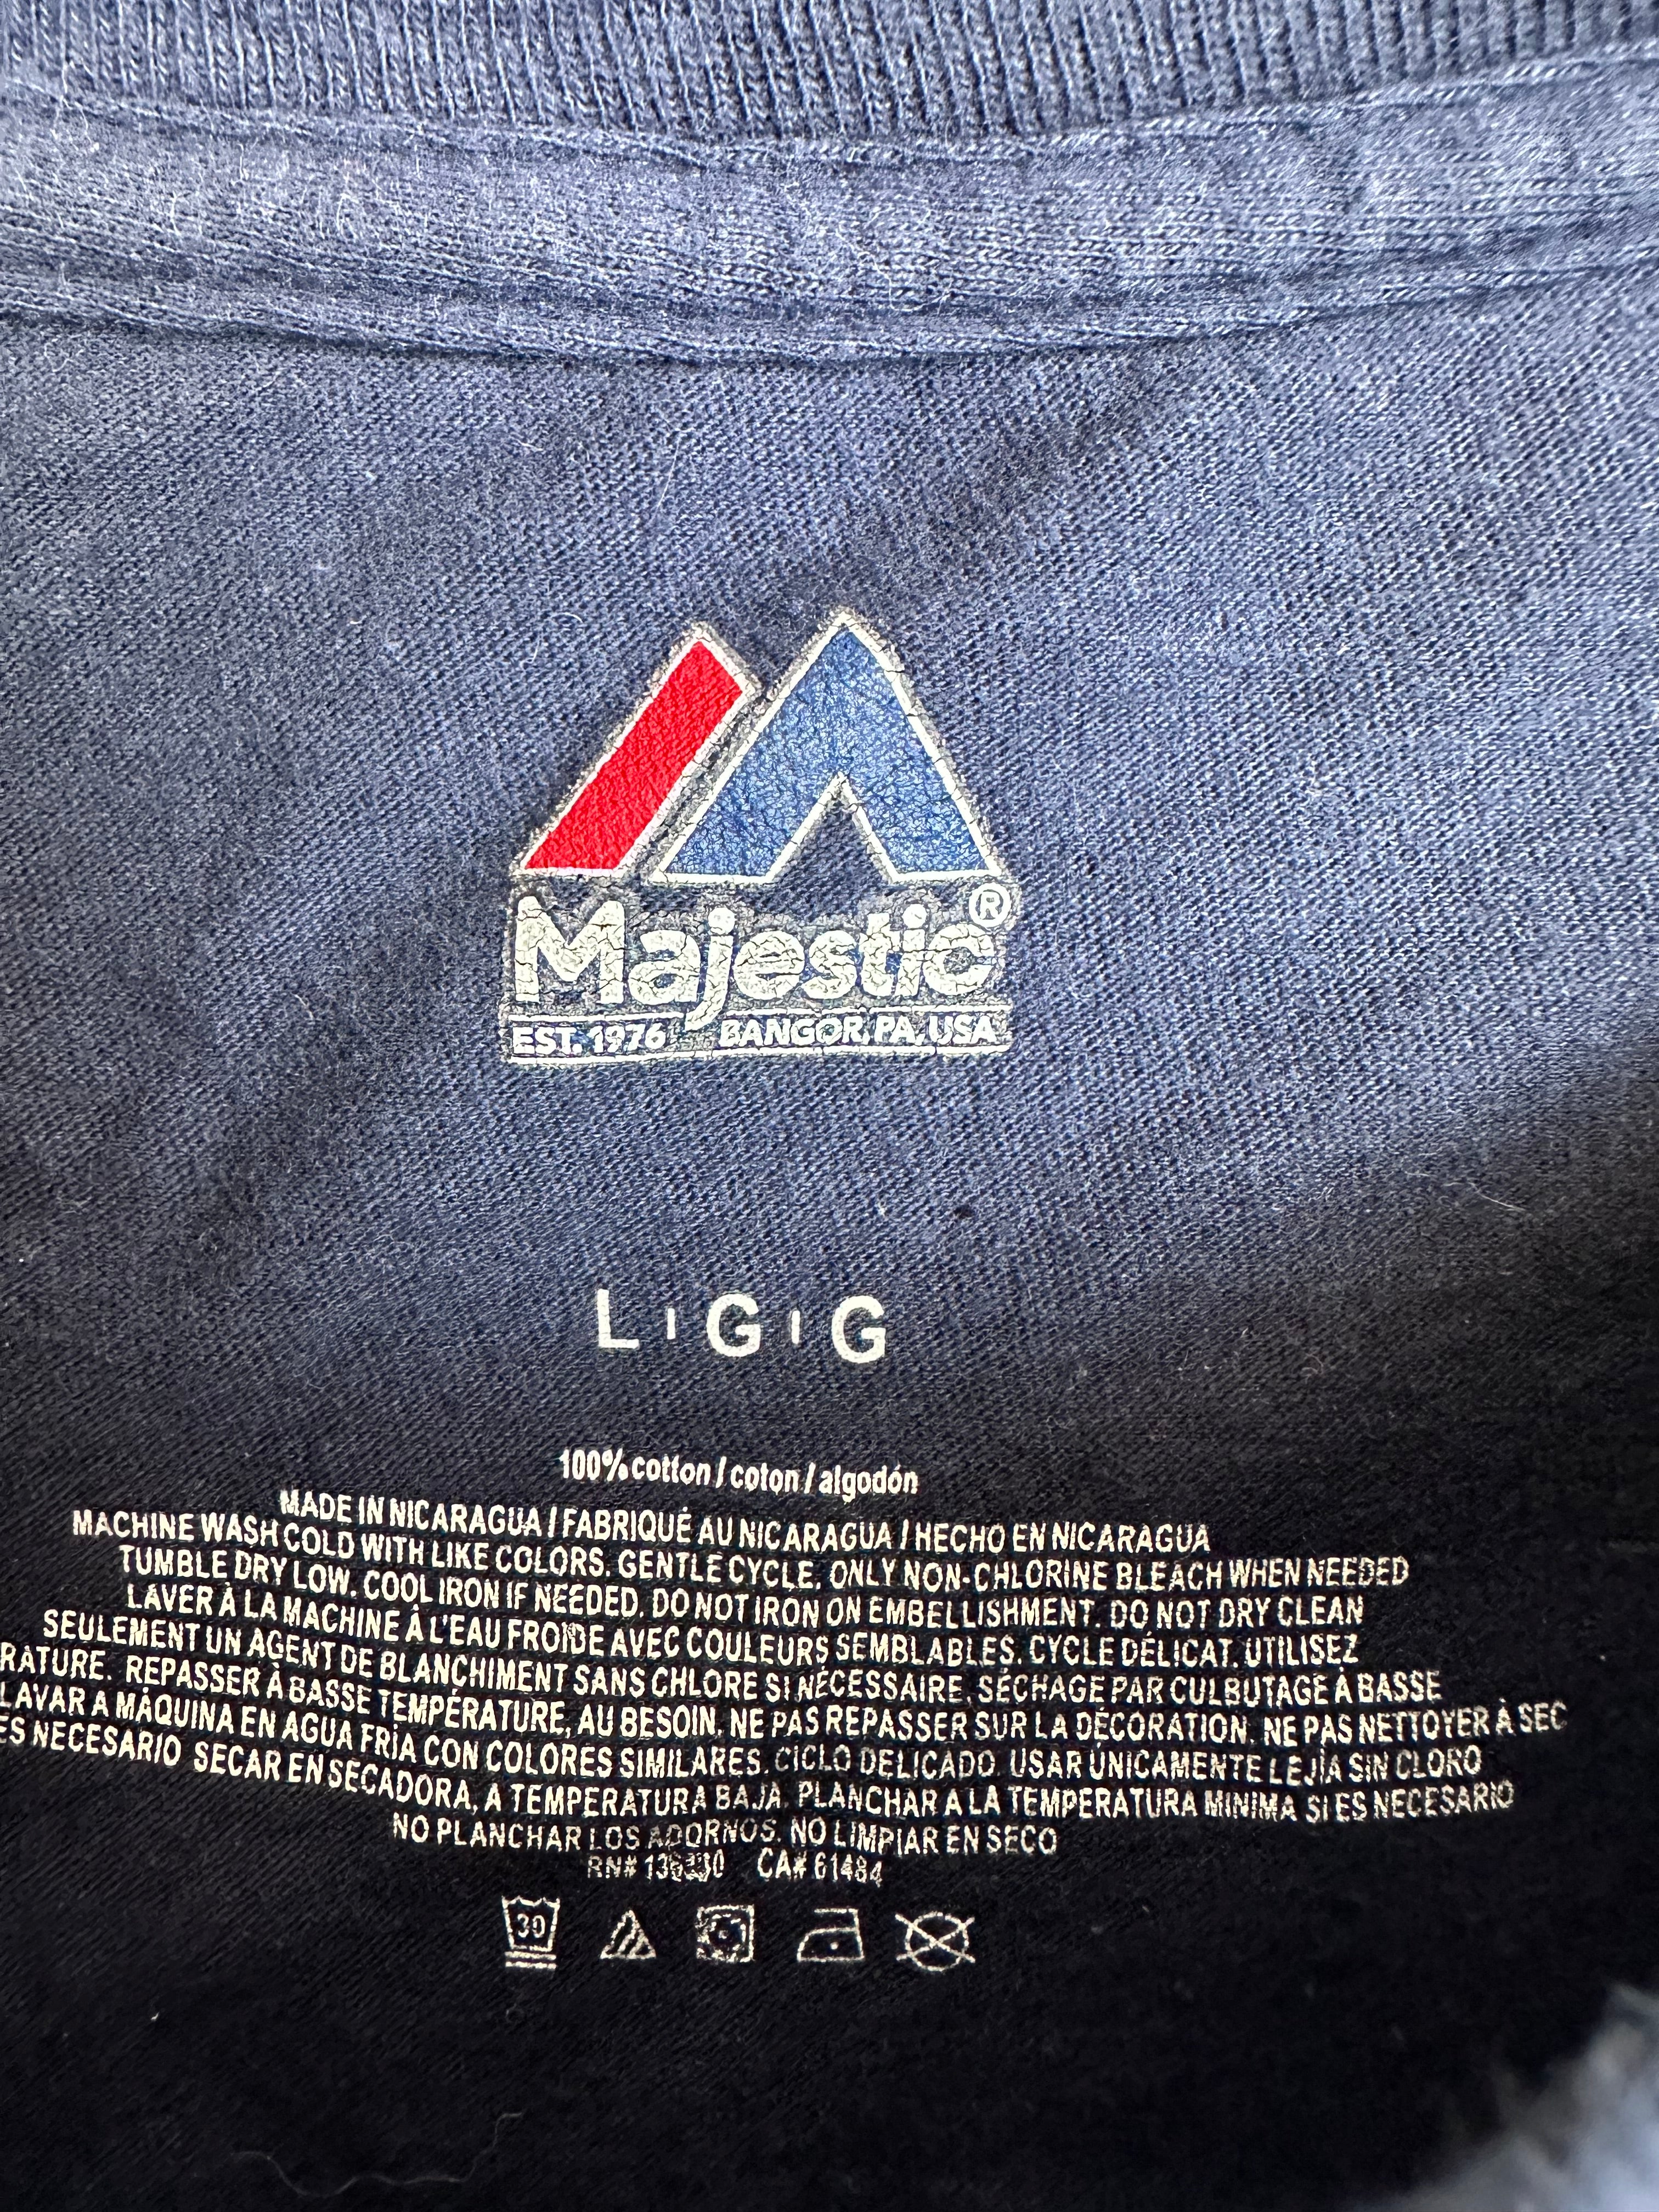 Majestic®
EST. 1976 BANGOR, PA, USA
L G G
100% cotton / coton / algodón
MADE IN NICARAGUA / FABRIQUÉ AU NICARAGUA / HECHO EN NICARAGUA
MACHINE WASH COLD WITH LIKE COLORS. GENTLE CYCLE. ONLY NON-CHLORINE BLEACH WHEN NEEDED
TUMBLE DRY LOW. COOL IRON IF NEEDED. DO NOT IRON ON EMBELLISHMENT. DO NOT DRY CLEAN
LAVER À LA MACHINE À L'EAU FROIDE AVEC COULEURS SEMBLABLES. CYCLE DÉLICAT. UTILISEZ
SEULEMENT UN AGENT DE BLANCHIMENT SANS CHLORE SI NÉCESSAIRE. SÉCHAGE PAR CULBUTAGE À BASSE
RATURE. REPASSER À BASSE TEMPÉRATURE, AU BESOIN. NE PAS REPASSER SUR LA DÉCORATION. NE PAS NETTOYER À SEC
LAVAR A MÁQUINA EN AGUA FRÍA CON COLORES SIMILARES. CICLO DELICADO. USAR ÚNICAMENTE LEJÍA SIN CLORO
ES NECESARIO SECAR EN SECADORA, A TEMPERATURA BAJA. PLANCHAR A LA TEMPERATURA MINIMA SI ES NECESARIO
NO PLANCHAR LOS ADORNOS. NO LIMPIAR EN SECO
RN# CA# 61484
30